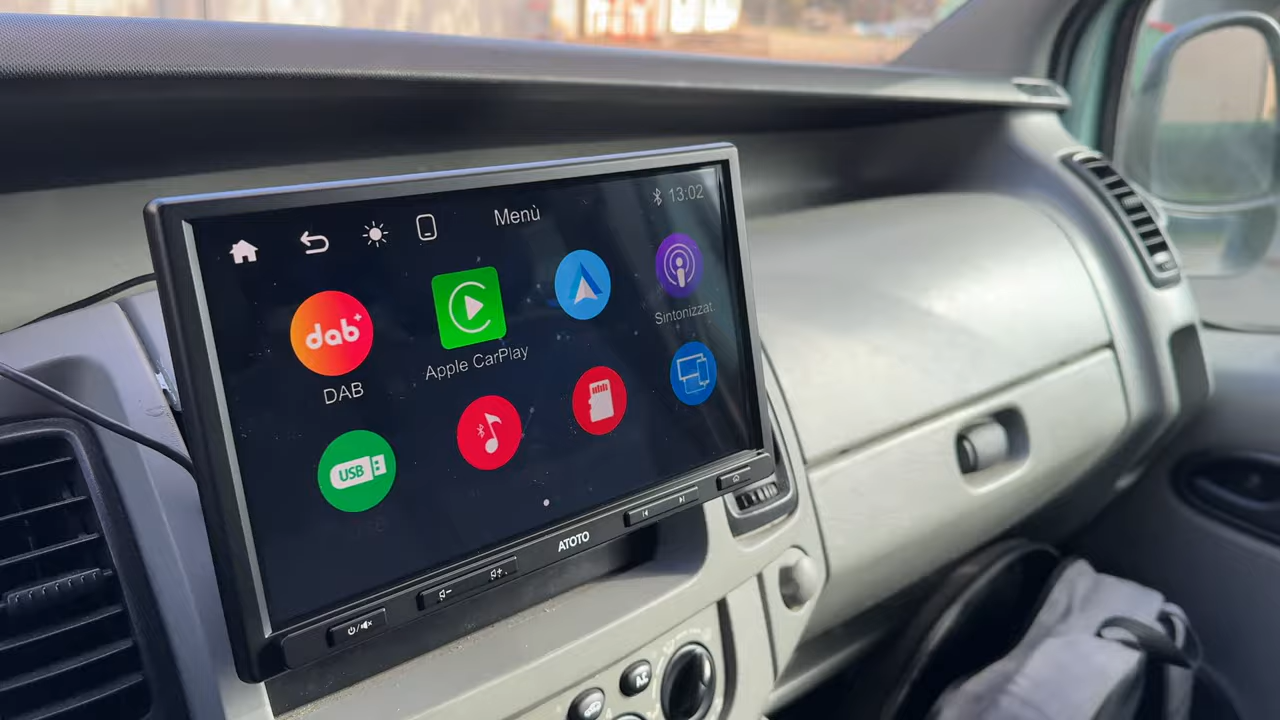 Menù
13:02
dab+
DAB
Apple CarPlay
Sintonizzat.
USB
ATOTO
A.C